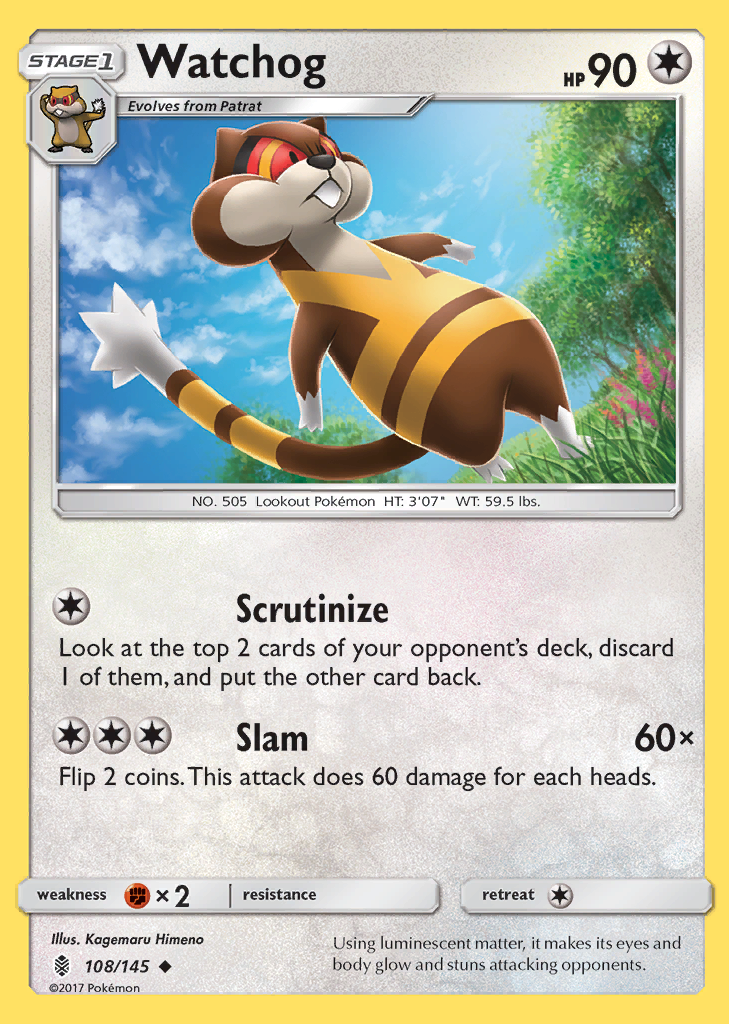 STAGE1
Watchog
HP 90
Evolves from Patrat
NO. 505 Lookout Pokémon HT: 3'07" WT: 59.5 lbs.
Scrutinize
Look at the top 2 cards of your opponent's deck, discard
1 of them, and put the other card back.
Slam 60×
Flip 2 coins. This attack does 60 damage for each heads.
weakness × 2 resistance retreat
Illus. Kagemaru Himeno
108/145
©2017 Pokémon
Using luminescent matter, it makes its eyes and
body glow and stuns attacking opponents.